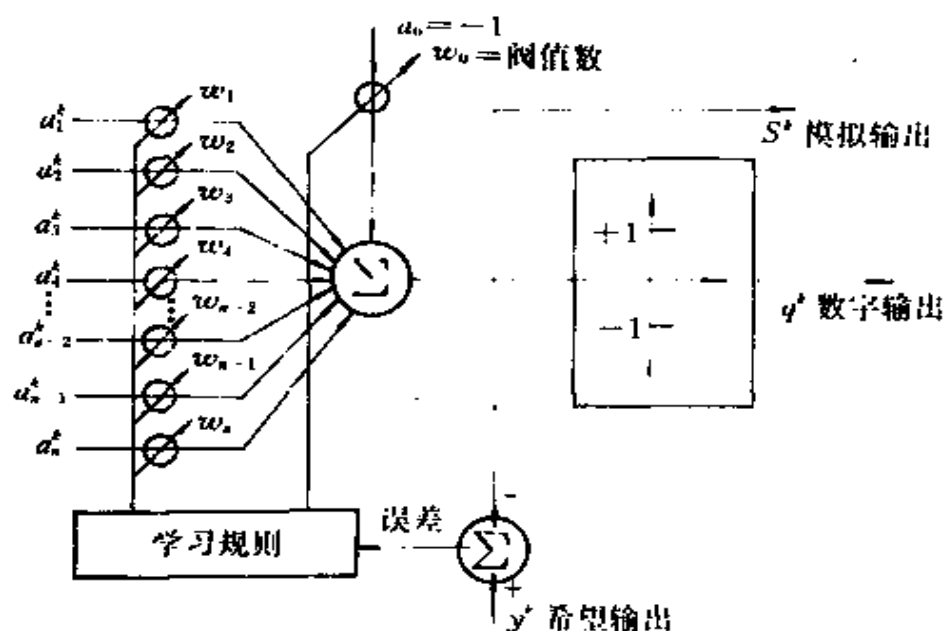 a₀=-1
w₀=阀值数
w₁
a₁ᵏ
Sᵏ 模拟输出
w₂
a₂ᵏ
w₃
a₃ᵏ
+1
w₄
a₄ᵏ
Σ
qᵏ 数字输出
wₙ₋₂
aₙ₋₂ᵏ
-1
wₙ₋₁
aₙ₋₁ᵏ
wₙ
aₙᵏ
-
误差
学习规则
Σ
+
yᵏ 希望输出